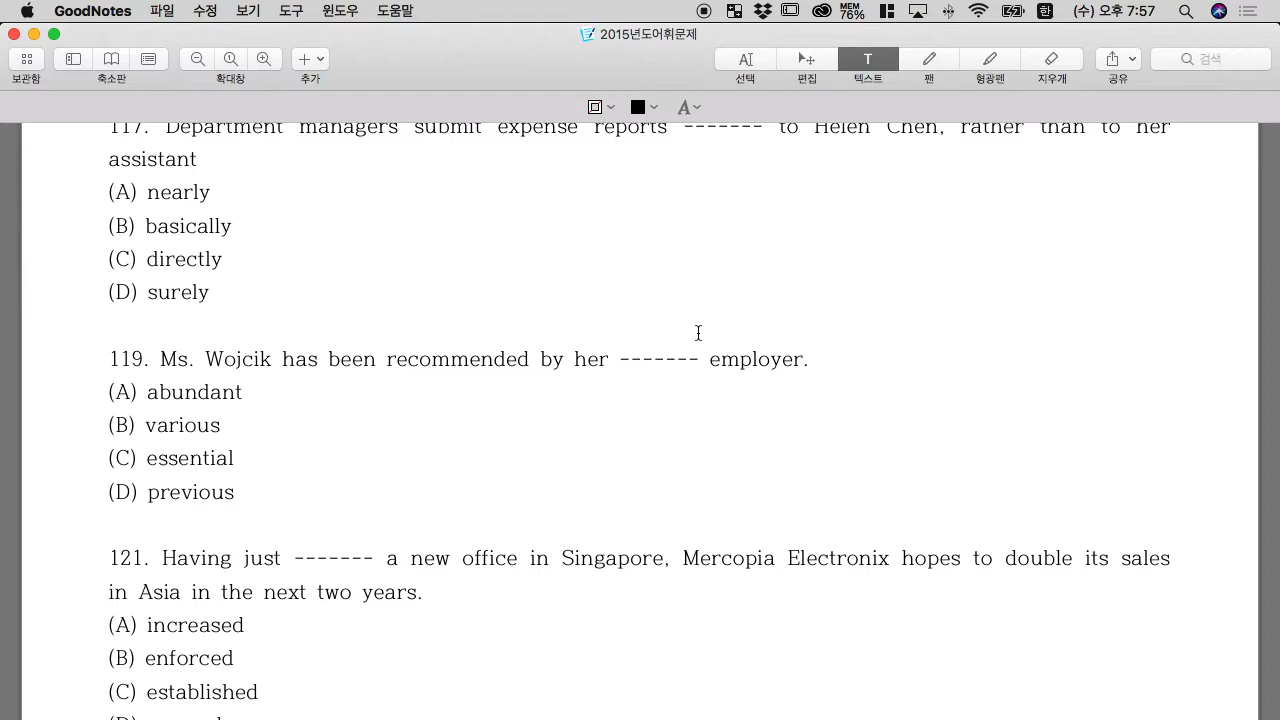 GoodNotes 파일 수정 보기 도구 윈도우 도움말 MEM 76% 한 (수) 오후 7:57
2015년도어휘문제
보관함 축소판 확대창 추가 선택 편집 T 텍스트 팬 형광펜 지우개 공유 검색
117. Department managers submit expense reports ------- to Helen Chen, rather than to her
assistant
(A) nearly
(B) basically
(C) directly
(D) surely
119. Ms. Wojcik has been recommended by her ------- employer.
(A) abundant
(B) various
(C) essential
(D) previous
121. Having just ------- a new office in Singapore, Mercopia Electronix hopes to double its sales
in Asia in the next two years.
(A) increased
(B) enforced
(C) established